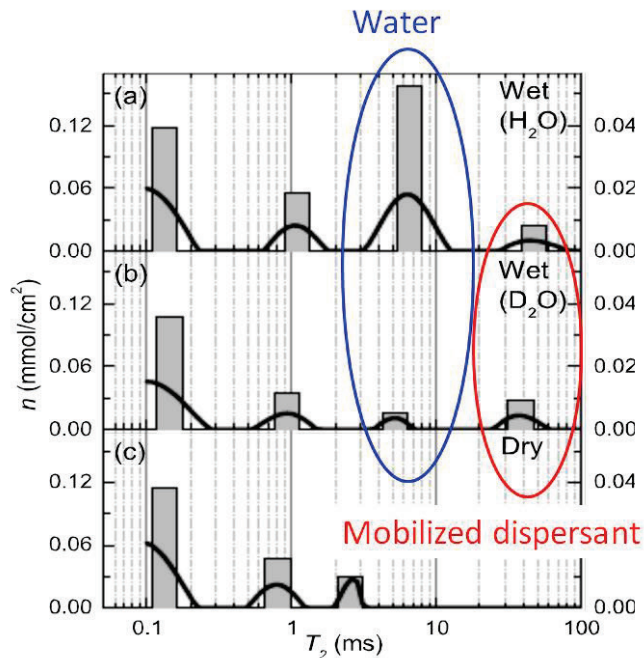 Water
(a)
Wet
(H₂O)
0.12
0.06
0.00
0.04
0.02
0.00
(b)
Wet
(D₂O)
n (mmol/cm²)
0.12
0.06
0.00
0.04
0.02
0.00
(c)
Dry
0.12
0.06
0.00
0.04
Mobilized dispersant
0.00
0.1
1
10
100
T₂ (ms)